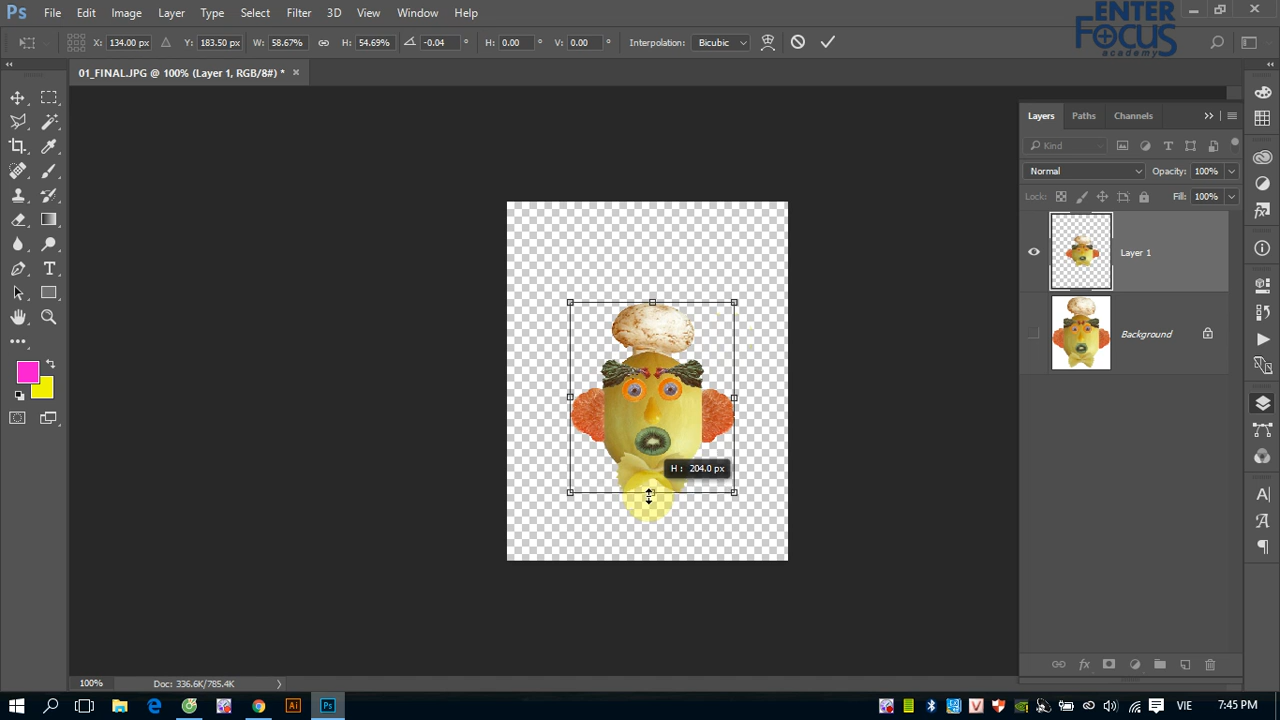 Ps File Edit Image Layer Type Select Filter 3D View Window Help
ENTER FOCUS academy
X: 134.00 px Y: 183.50 px W: 58.67% H: 54.69% -0.04 ° H: 0.00 ° V: 0.00 ° Interpolation: Bicubic
01_FINAL.JPG @ 100% (Layer 1, RGB/8#) * ×
Layers Paths Channels
Kind
Normal Opacity: 100%
Lock: Fill: 100%
Layer 1
Background
H : 204.0 px
100% Doc: 336.6K/785.4K
Ai Ps VIE 7:45 PM